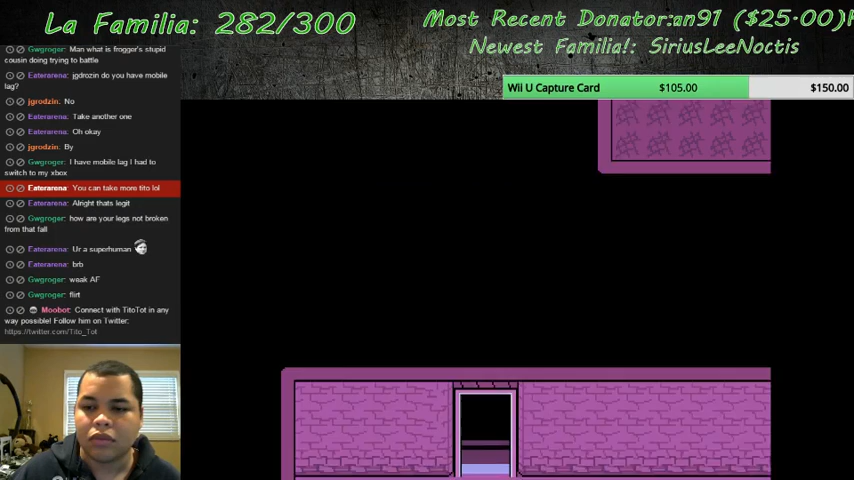 La Familia: 282/300
Most Recent Donator:an91 ($25.00)
Newest Familia!: SiriusLeeNoctis
Wii U Capture Card $105.00 $150.00
Gwgroger: Man what is frogger's stupid
cousin doing trying to battle
Eaterarena: jgdrozin do you have mobile
lag?
jgrodzin: No
Eaterarena: Take another one
Eaterarena: Oh okay
jgrodzin: By
Gwgroger: I have mobile lag I had to
switch to my xbox
Eaterarena: You can take more tito lol
Eaterarena: Alright thats legit
Gwgroger: how are your legs not broken
from that fall
Eaterarena: Ur a superhuman
Eaterarena: brb
Gwgroger: weak AF
Gwgroger: flirt
Moobot: Connect with TitoTot in any
way possible! Follow him on Twitter:
https://twitter.com/Tito_Tot